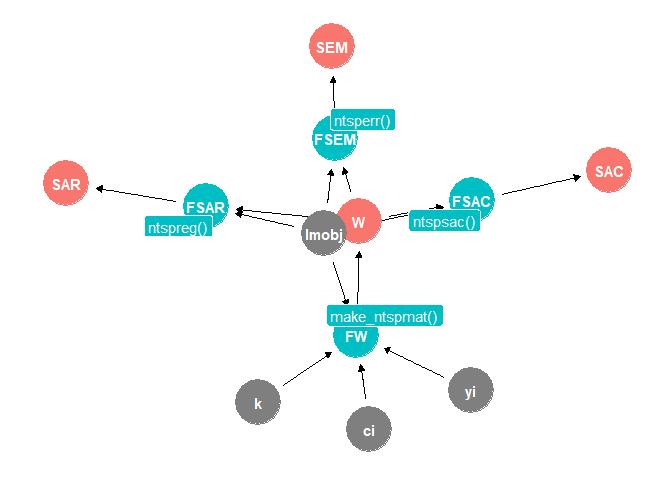 SEM
ntsperr()
FSEM
SAR
SAC
FSAR
FSAC
ntspreg()
lmobj
W
ntspsac()
make_ntspmat()
FW
k
ci
yi